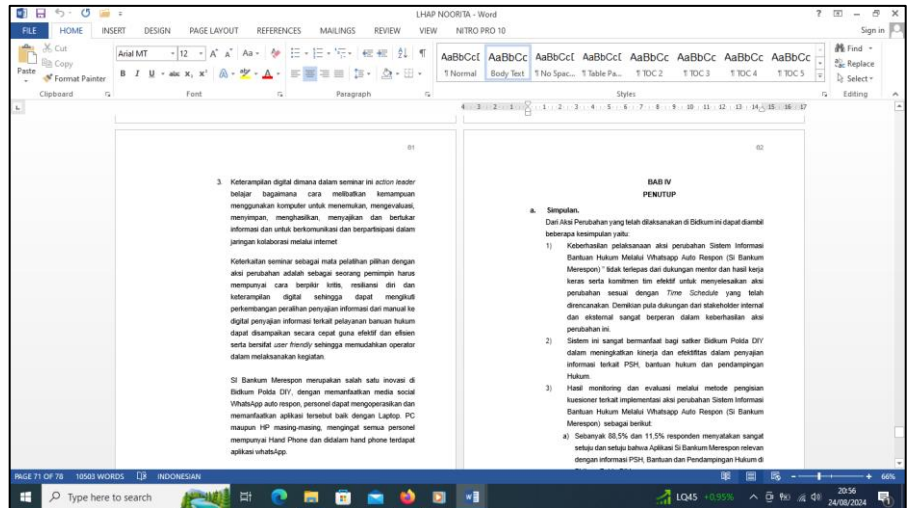 LHAP NOORITA - Word
FILE HOME INSERT DESIGN PAGE LAYOUT REFERENCES MAILINGS REVIEW VIEW NITRO PRO 10 Sign in
Cut
Copy
Format Painter
Paste
Arial MT 12
Clipboard Font Paragraph Styles Editing
AaBbCcI AaBbCc AaBbCcI AaBbCcI AaBbCc AaBbCc AaBbCc AaBbCc
¶ Normal Body Text ¶ No Spac... ¶ Table Pa... ¶ TOC 2 ¶ TOC 3 ¶ TOC 4 ¶ TOC 5
Find
Replace
Select
3. Keterampilan digital dimana dalam seminar ini action leader
belajar bagaimana cara melibatkan kemampuan
menggunakan komputer untuk menemukan, mengevaluasi,
menyimpan, menghasilkan, menyajikan dan bertukar
informasi dan untuk berkomunikasi dan berpartisipasi dalam
jaringan kolaborasi melalui internet
Keterkaitan seminar sebagai mata pelatihan pilihan dengan
aksi perubahan adalah sebagai seorang pemimpin harus
mempunyai cara berpikir kritis, resiliansi diri dan
keterampilan digital sehingga dapat mengikuti
perkembangan peralihan penyajian informasi dari manual ke
digital penyajian informasi terkait pelayanan banuan hukum
dapat disampaikan secara cepat guna efektif dan efisien
serta bersifat user friendly sehingga memudahkan operator
dalam melaksanakan kegiatan.
SI Bankum Merespon merupakan salah satu inovasi di
Bidkum Polda DIY, dengan memanfaatkan media social
WhatsApp auto respon, personel dapat mengoperasikan dan
memanfaatkan aplikasi tersebut baik dengan Laptop. PC
maupun HP masing-masing, mengingat semua personel
mempunyai Hand Phone dan didalam hand phone terdapat
aplikasi whatsApp.
BAB IV
PENUTUP
a. Simpulan.
Dari Aksi Perubahan yang telah dilaksanakan di Bidkum ini dapat diambil
beberapa kesimpulan yaitu:
1) Keberhasilan pelaksanaan aksi perubahan Sistem Informasi
Bantuan Hukum Melalui Whatsapp Auto Respon (Si Bankum
Merespon) " tidak terlepas dari dukungan mentor dan hasil kerja
keras serta komitmen tim efektif untuk menyelesaikan aksi
perubahan sesuai dengan Time Schedule yang telah
direncanakan. Demikian pula dukungan dari stakeholder internal
dan eksternal sangat berperan dalam keberhasilan aksi
perubahan ini.
2) Sistem ini sangat bermanfaat bagi satker Bidkum Polda DIY
dalam meningkatkan kinerja dan efektifitas dalam penyajian
informasi terkait PSH, bantuan hukum dan pendampingan
Hukum.
3) Hasil monitoring dan evaluasi melalui metode pengisian
kuesioner terkait implementasi aksi perubahan Sistem Informasi
Bantuan Hukum Melalui Whatsapp Auto Respon (Si Bankum
Merespon) sebagai berikut:
a) Sebanyak 88,5% dan 11,5% responden menyatakan sangat
setuju dan setuju bahwa Aplikasi Si Bankum Merespon relevan
dengan informasi PSH, Bantuan dan Pendampingan Hukum di
PAGE 71 OF 78 10503 WORDS INDONESIAN 66%
Type here to search
LQ45 +0,95%
20:56
24/08/2024